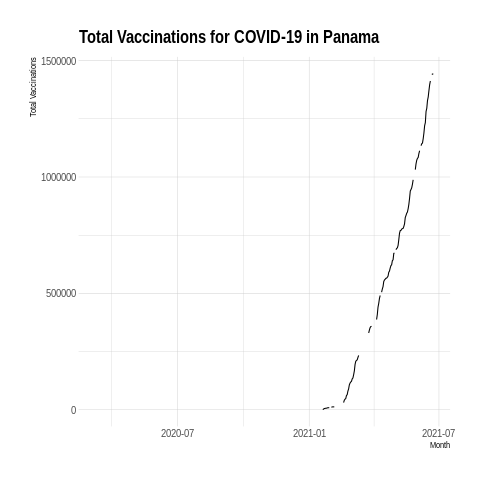 Total Vaccinations for COVID-19 in Panama
Total Vaccinations
1500000
1000000
500000
0
2020-07
2021-01
2021-07
Month